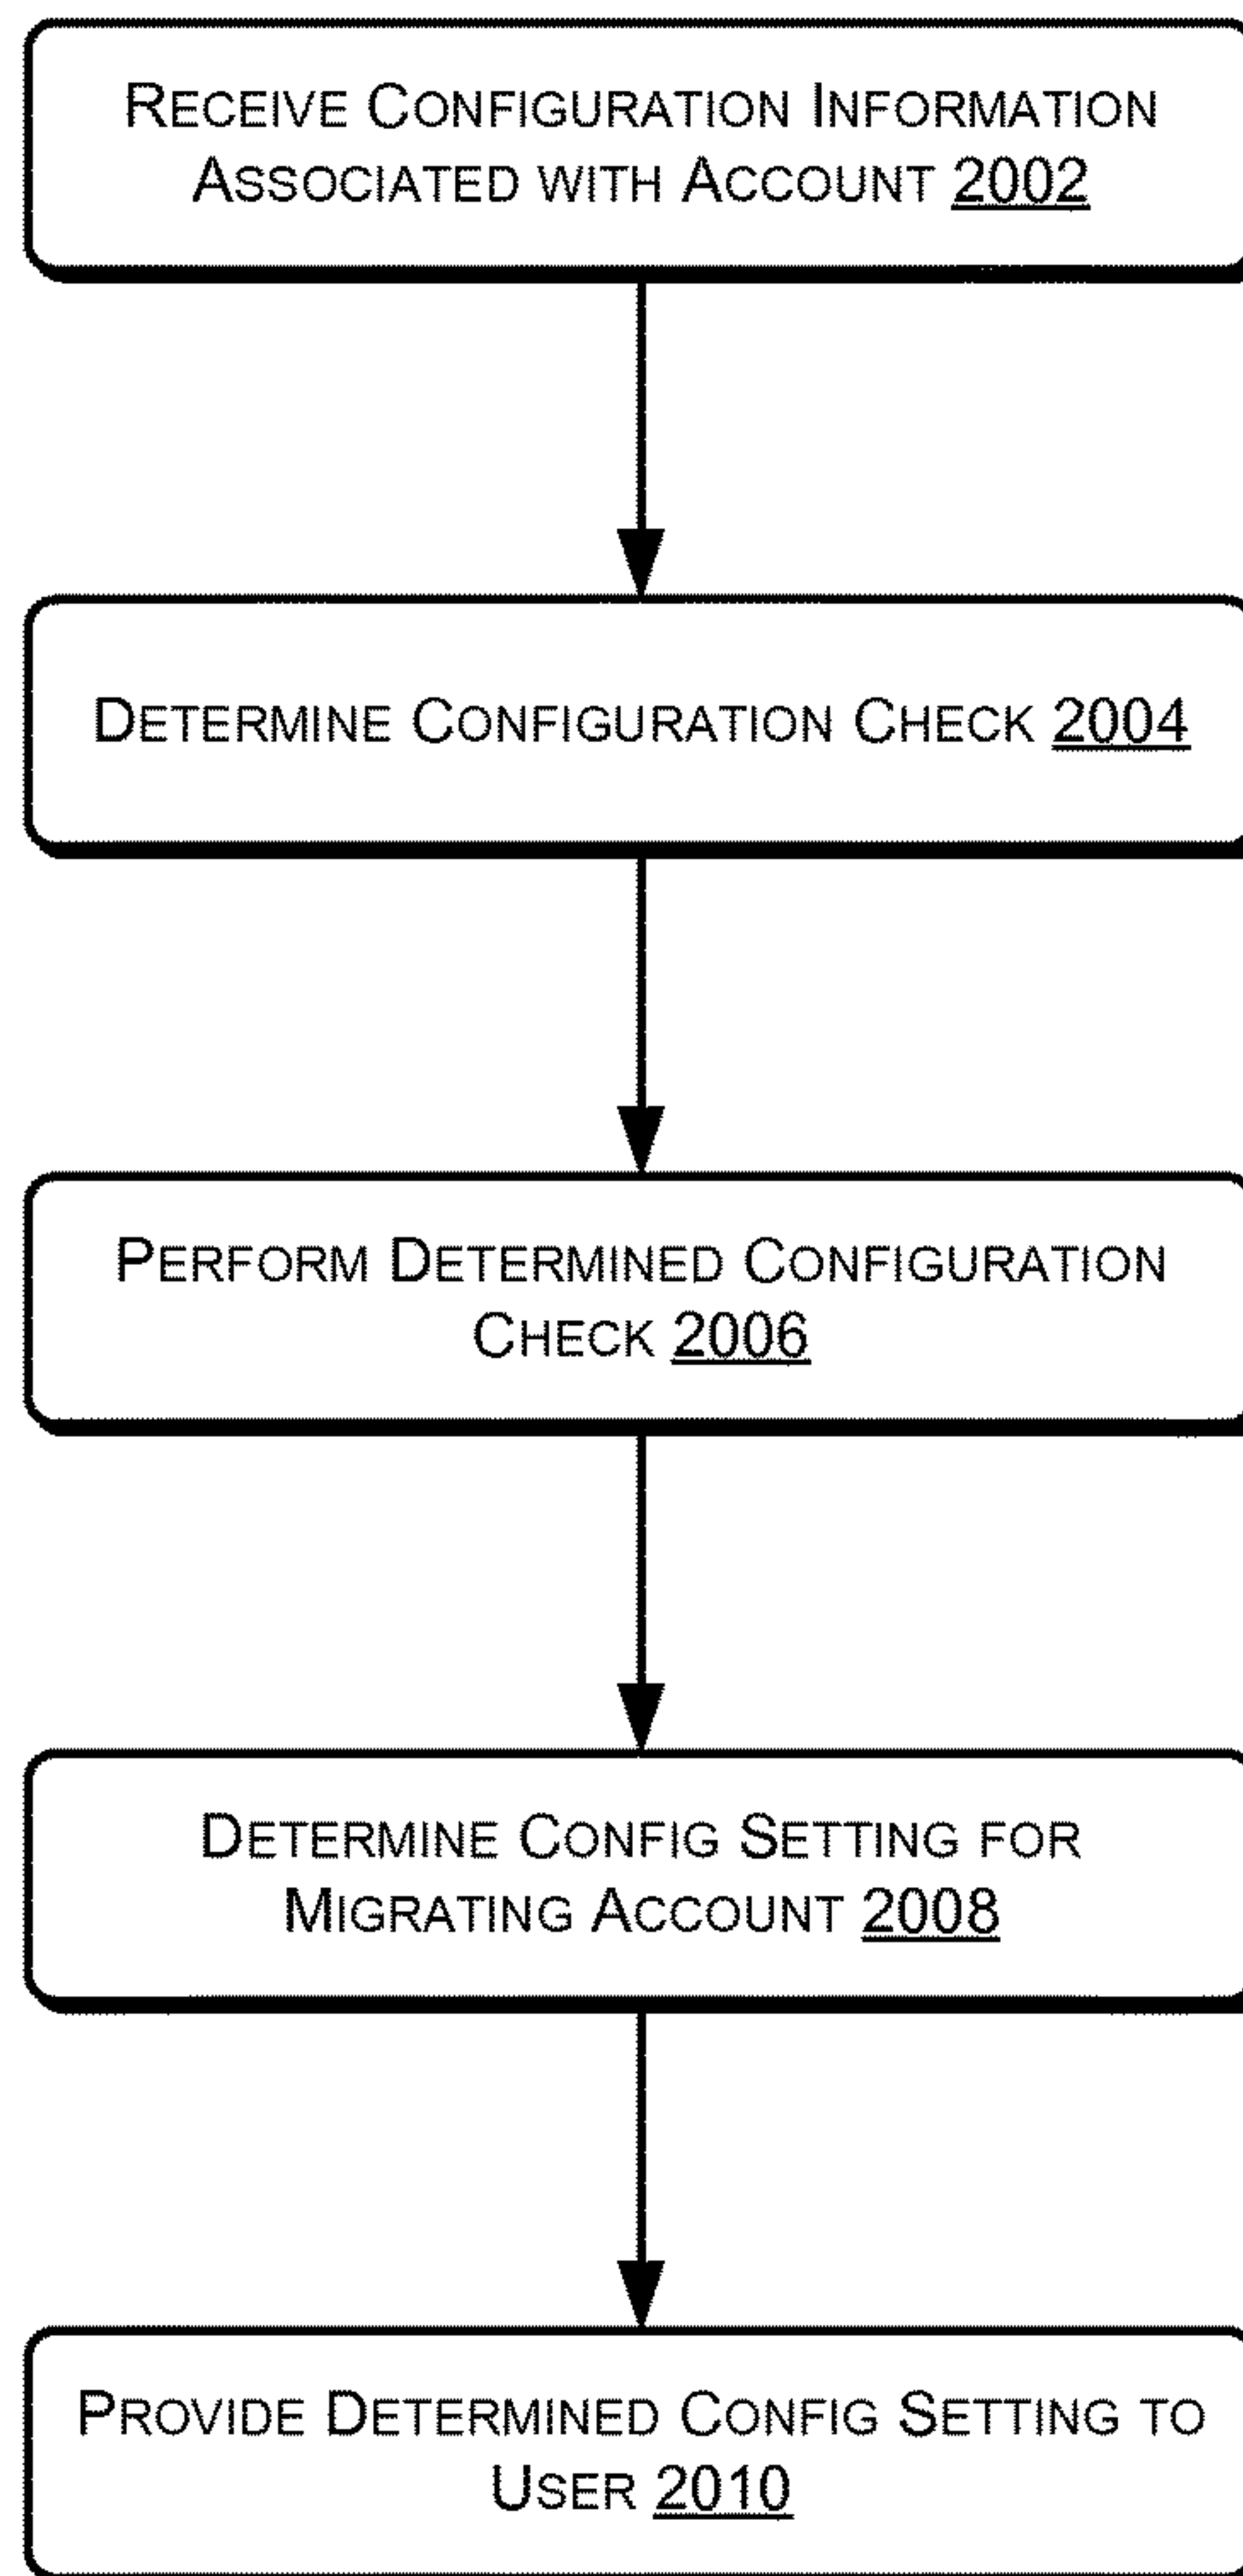 RECEIVE CONFIGURATION INFORMATION
ASSOCIATED WITH ACCOUNT 2002
DETERMINE CONFIGURATION CHECK 2004
PERFORM DETERMINED CONFIGURATION
CHECK 2006
DETERMINE CONFIG SETTING FOR
MIGRATING ACCOUNT 2008
PROVIDE DETERMINED CONFIG SETTING TO
USER 2010